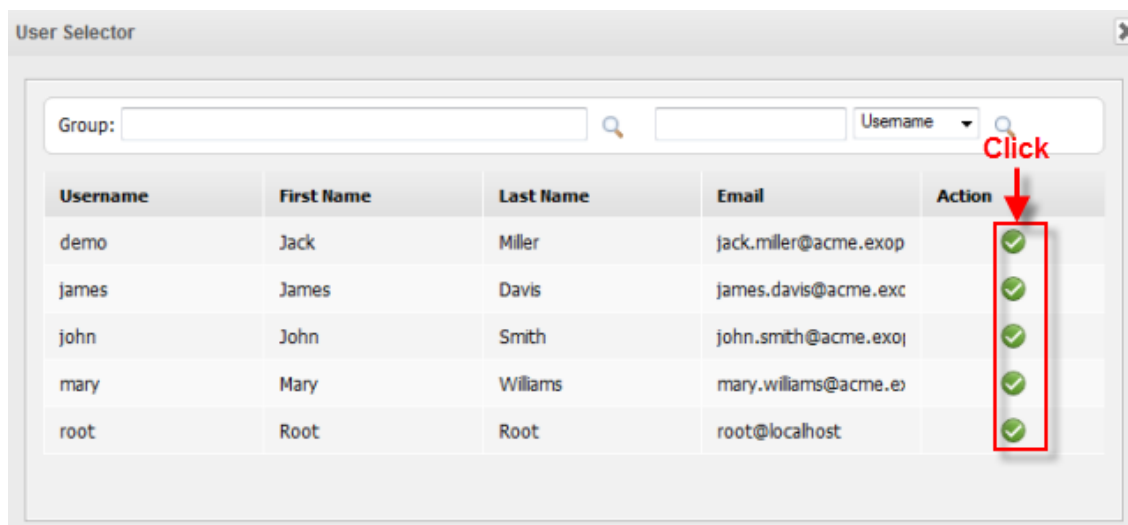 User Selector
Group: Username
Click
Username First Name Last Name Email Action
demo Jack Miller jack.miller@acme.exop
james James Davis james.davis@acme.exc
john John Smith john.smith@acme.exop
mary Mary Williams mary.williams@acme.ex
root Root Root root@localhost